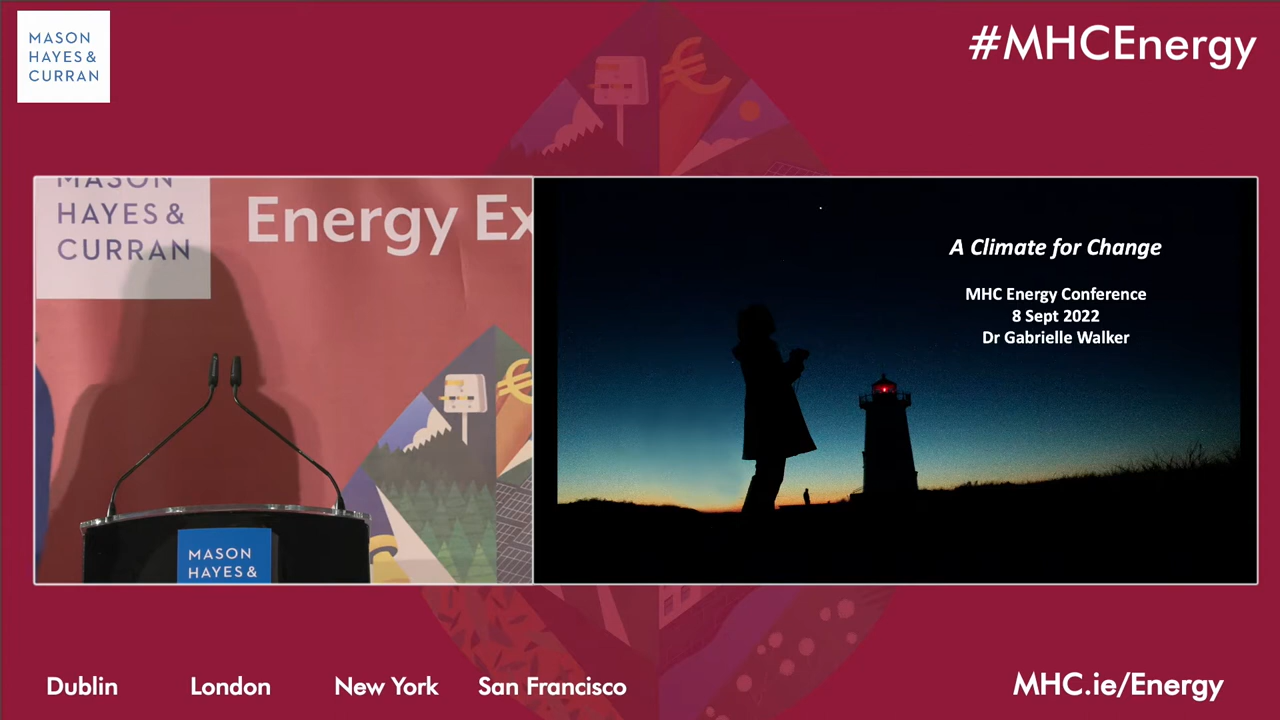 MASON
HAYES &
CURRAN
#MHCEnergy
MASON
HAYES &
CURRAN
Energy Ex
MASON
HAYES &
A Climate for Change
MHC Energy Conference
8 Sept 2022
Dr Gabrielle Walker
Dublin
London
New York
San Francisco
MHC.ie/Energy